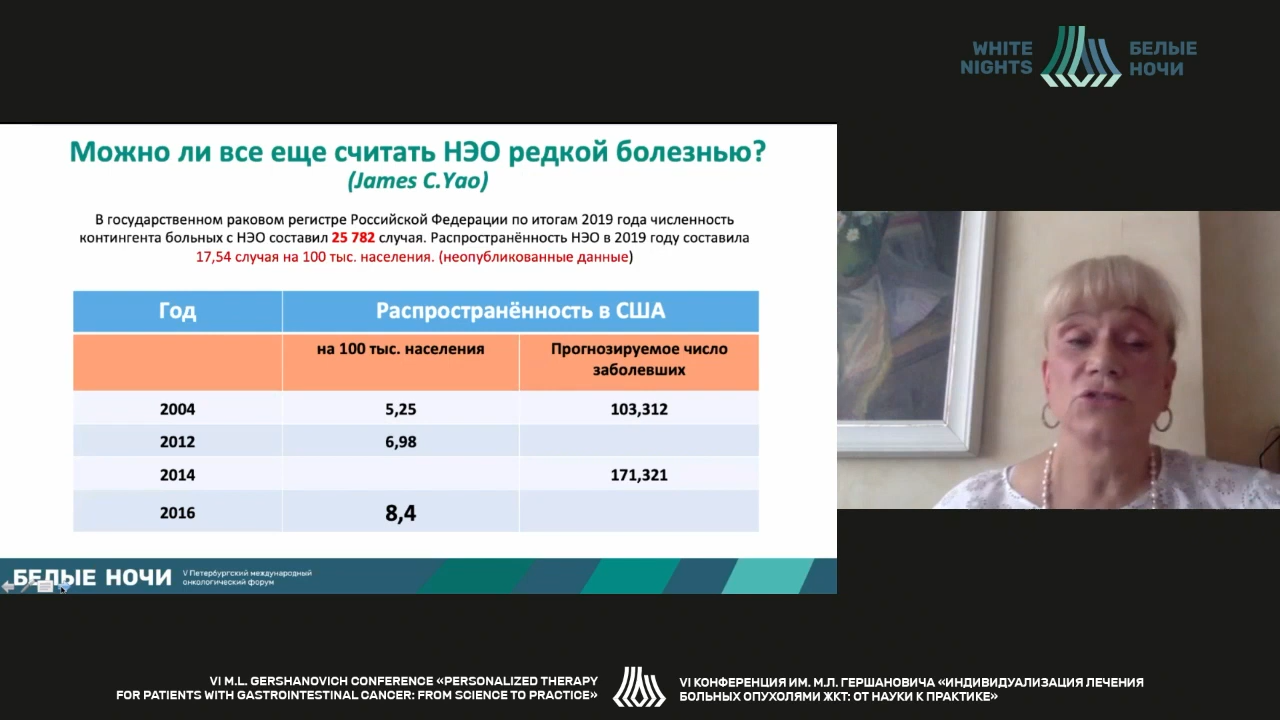 WHITE
NIGHTS
БЕЛЫЕ
НОЧИ
Можно ли все еще считать НЭО редкой болезнью?
(James C.Yao)
В государственном раковом регистре Российской Федерации по итогам 2019 года численность
контингента больных с НЭО составил 25 782 случая. Распространённость НЭО в 2019 году составила
17,54 случая на 100 тыс. населения. (неопубликованные данные)
Год
Распространённость в США
на 100 тыс. населения
Прогнозируемое число
заболевших
2004
5,25
103,312
2012
6,98
2014
171,321
2016
8,4
БЕЛЫЕ НОЧИ
V Петербургский международный
онкологический форум
VI M.L. GERSHANOVICH CONFERENCE «PERSONALIZED THERAPY
FOR PATIENTS WITH GASTROINTESTINAL CANCER: FROM SCIENCE TO PRACTICE»
VI КОНФЕРЕНЦИЯ ИМ. М.Л. ГЕРШАНОВИЧА «ИНДИВИДУАЛИЗАЦИЯ ЛЕЧЕНИЯ
БОЛЬНЫХ ОПУХОЛЯМИ ЖКТ: ОТ НАУКИ К ПРАКТИКЕ»